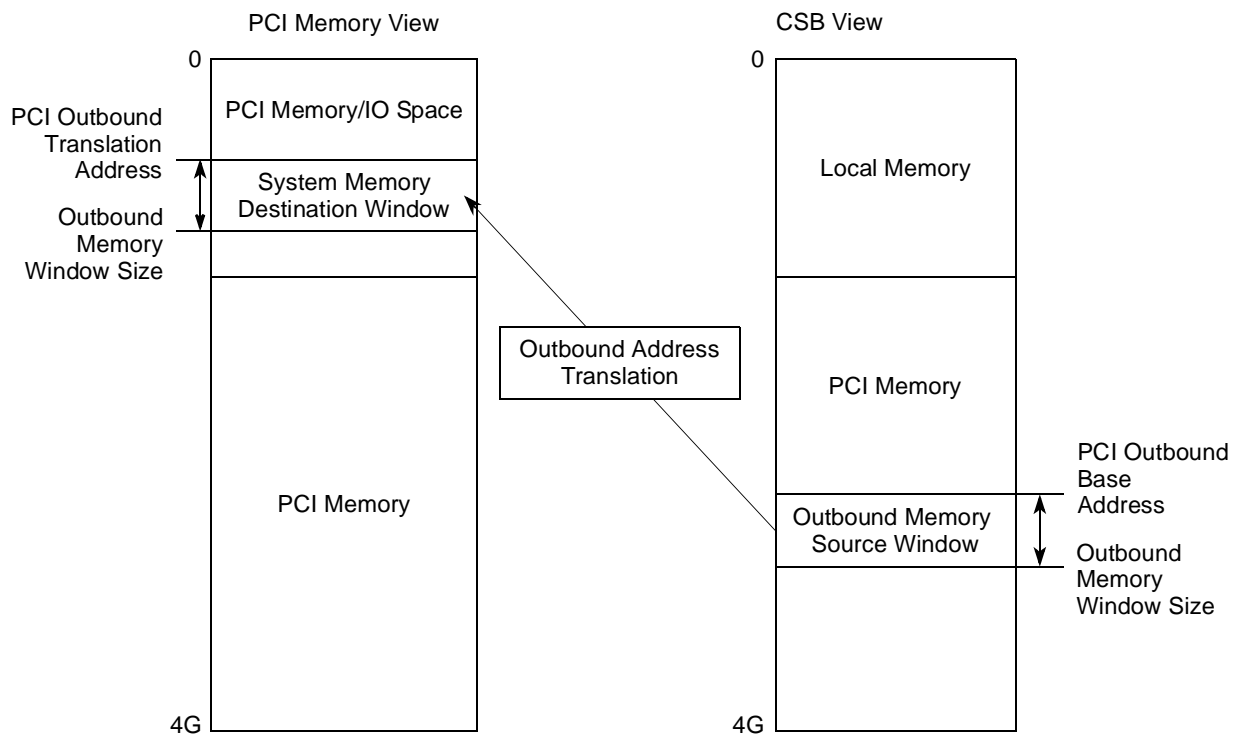 PCI Memory View
0
PCI Memory/IO Space
PCI Outbound
Translation
Address
System Memory
Destination Window
Outbound
Memory
Window Size
PCI Memory
4G
Outbound Address
Translation
CSB View
0
Local Memory
PCI Memory
PCI Outbound
Base
Address
Outbound Memory
Source Window
Outbound
Memory
Window Size
4G